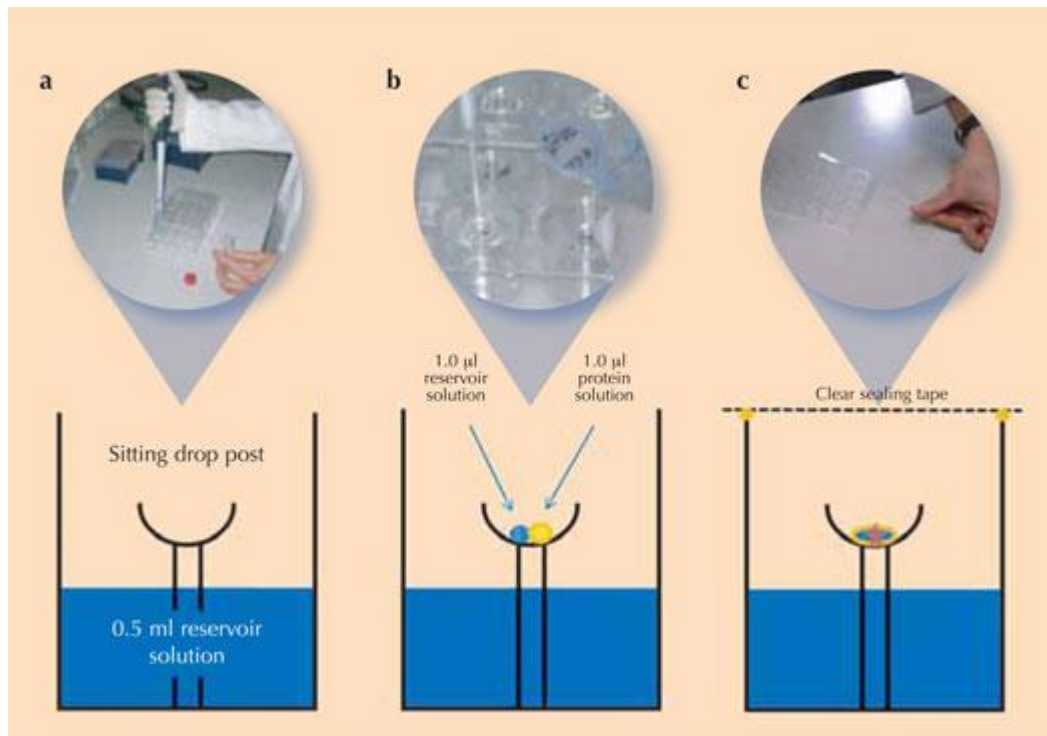 a
b
c
1.0 µl
reservoir
solution
1.0 µl
protein
solution
Clear sealing tape
Sitting drop post
0.5 ml reservoir
solution